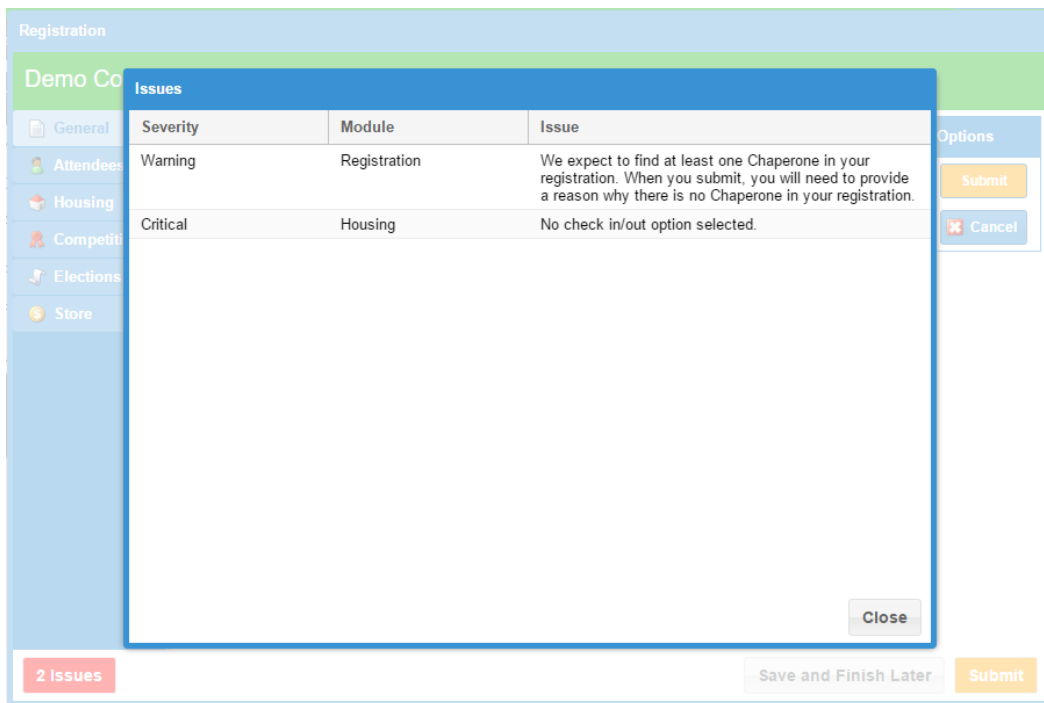 Registration
Demo Co
Issues
General
Attendees
Housing
Competiti
Elections
Store
Severity Module Issue
Warning Registration We expect to find at least one Chaperone in your
registration. When you submit, you will need to provide
a reason why there is no Chaperone in your registration.
Critical Housing No check in/out option selected.
Options
Submit
Cancel
Close
2 Issues Save and Finish Later Submit